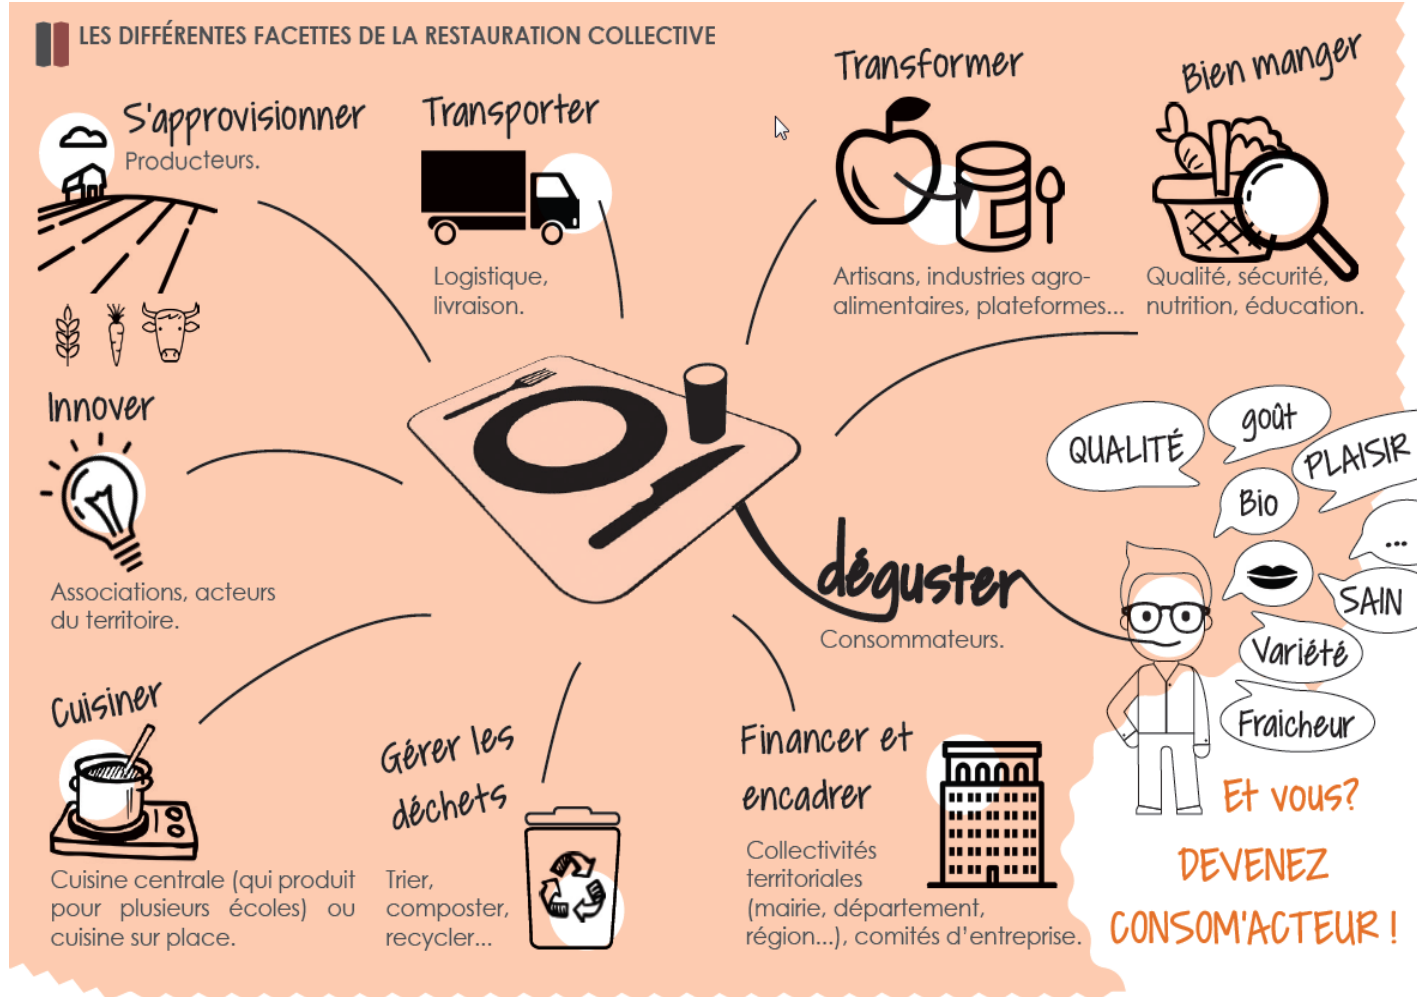 LES DIFFÉRENTES FACETTES DE LA RESTAURATION COLLECTIVE
S'approvisionner
Producteurs.
Transporter
Logistique,
livraison.
Transformer
Artisans, industries agro-
alimentaires, plateformes...
Bien manger
Qualité, sécurité,
nutrition, éducation.
Innover
Associations, acteurs
du territoire.
QUALITÉ
goût
PLAISIR
Bio
...
SAIN
Variété
Fraicheur
déguster
Consommateurs.
Cuisiner
Cuisine centrale (qui produit
pour plusieurs écoles) ou
cuisine sur place.
Gérer les
déchets
Trier,
composter,
recycler...
Financer et
encadrer
Collectivités
territoriales
(mairie, département,
région...), comités d'entreprise.
Et vous?
DEVENEZ
CONSOM'ACTEUR !